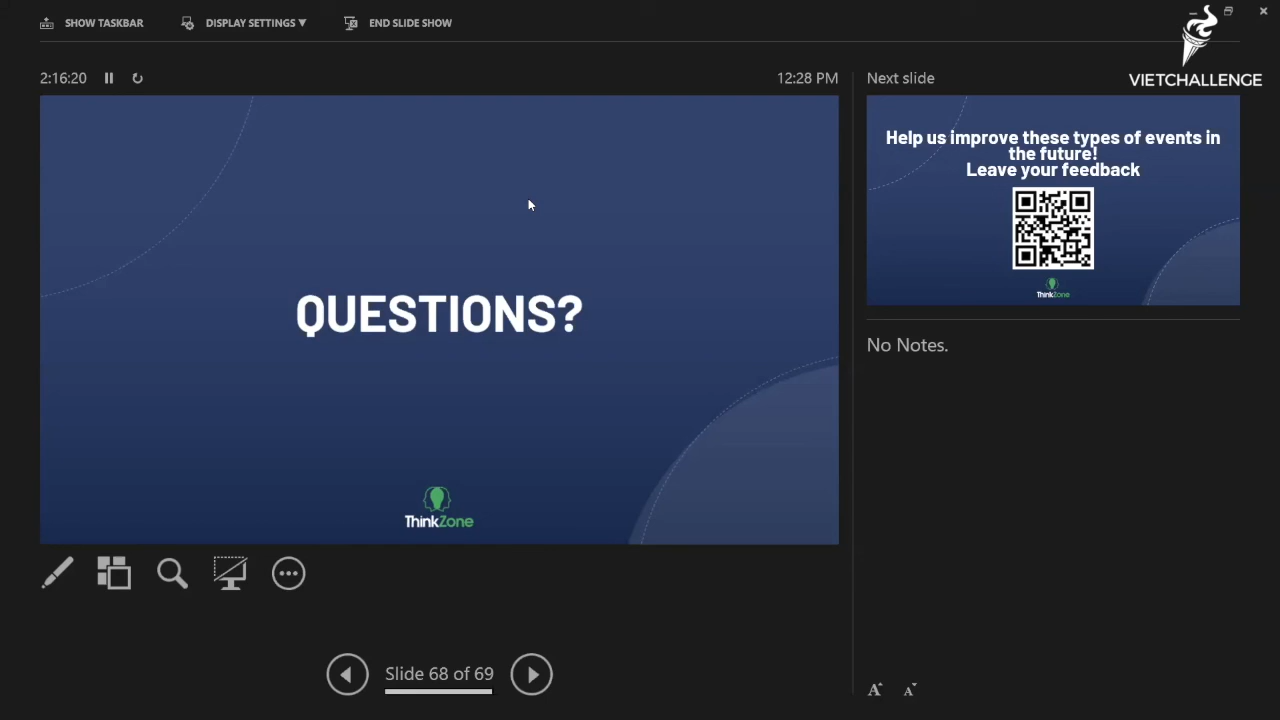 SHOW TASKBAR
DISPLAY SETTINGS ▼
END SLIDE SHOW
VIETCHALLENGE
2:16:20
12:28 PM
Next slide
QUESTIONS?
ThinkZone
Help us improve these types of events in
the future!
Leave your feedback
ThinkZone
No Notes.
Slide 68 of 69
A
A